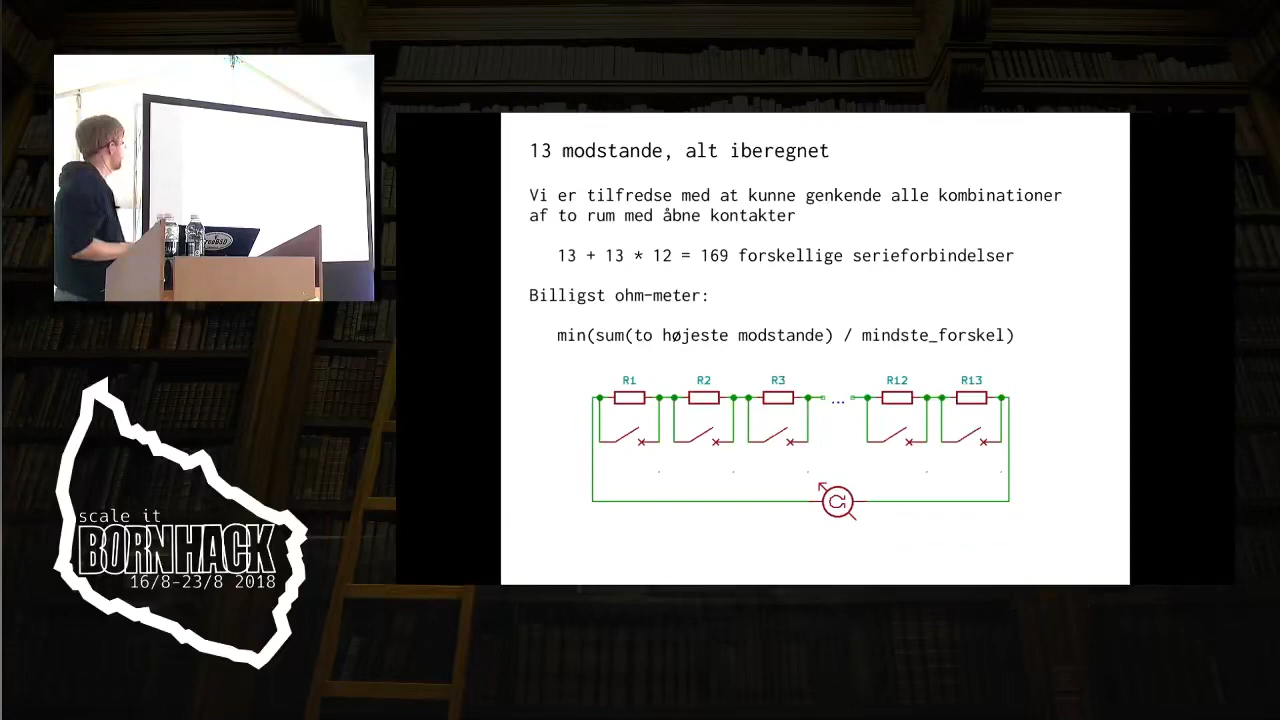 13 modstande, alt iberegnet
Vi er tilfredse med at kunne genkende alle kombinationer
af to rum med åbne kontakter
13 + 13 * 12 = 169 forskellige serieforbindelser
Billigst ohm-meter:
min(sum(to højeste modstande) / mindste_forskel)
R1 R2 R3 ... R12 R13
scale it
BORNHACK
16/8-23/8 2018